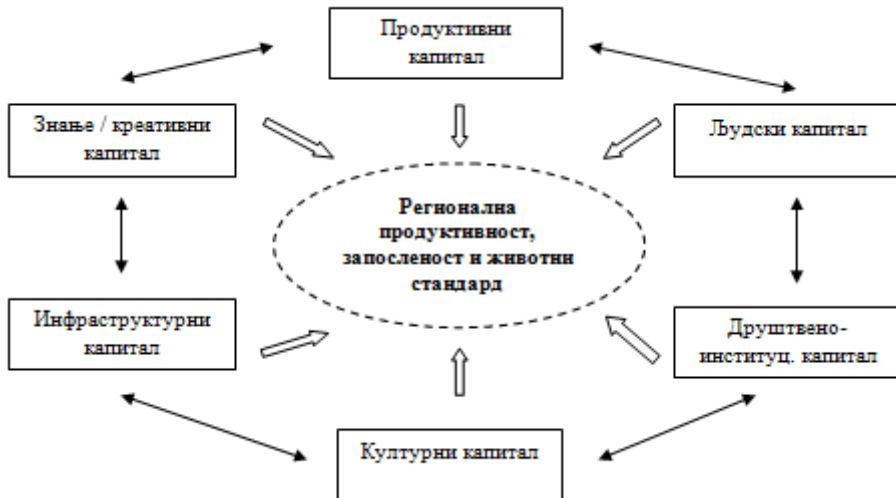 Продуктивни
капитал
Знање / креативни
капитал
Људски капитал
Регионална
продуктивност,
запосленост и животни
стандард
Инфраструктурни
капитал
Друштвено-
институц. капитал
Културни капитал